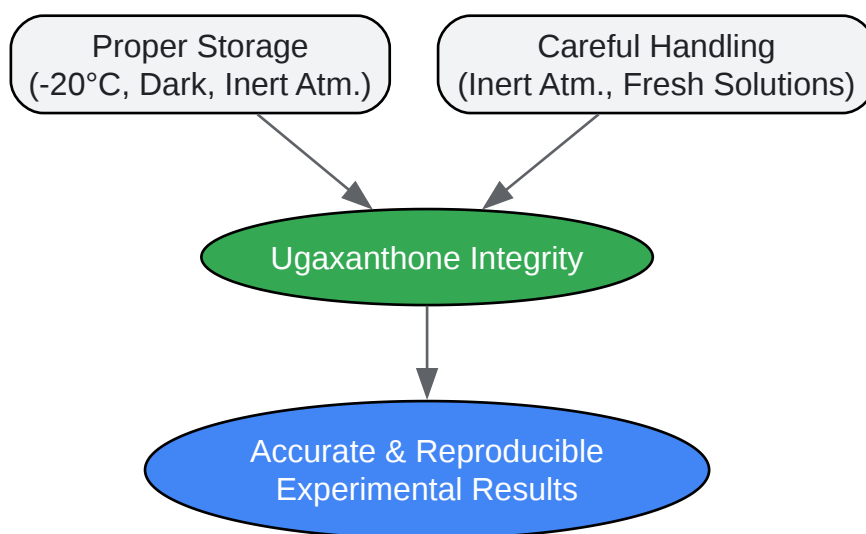 Proper Storage
(-20°C, Dark, Inert Atm.)
Careful Handling
(Inert Atm., Fresh Solutions)
Ugaxanthone Integrity
Accurate & Reproducible
Experimental Results